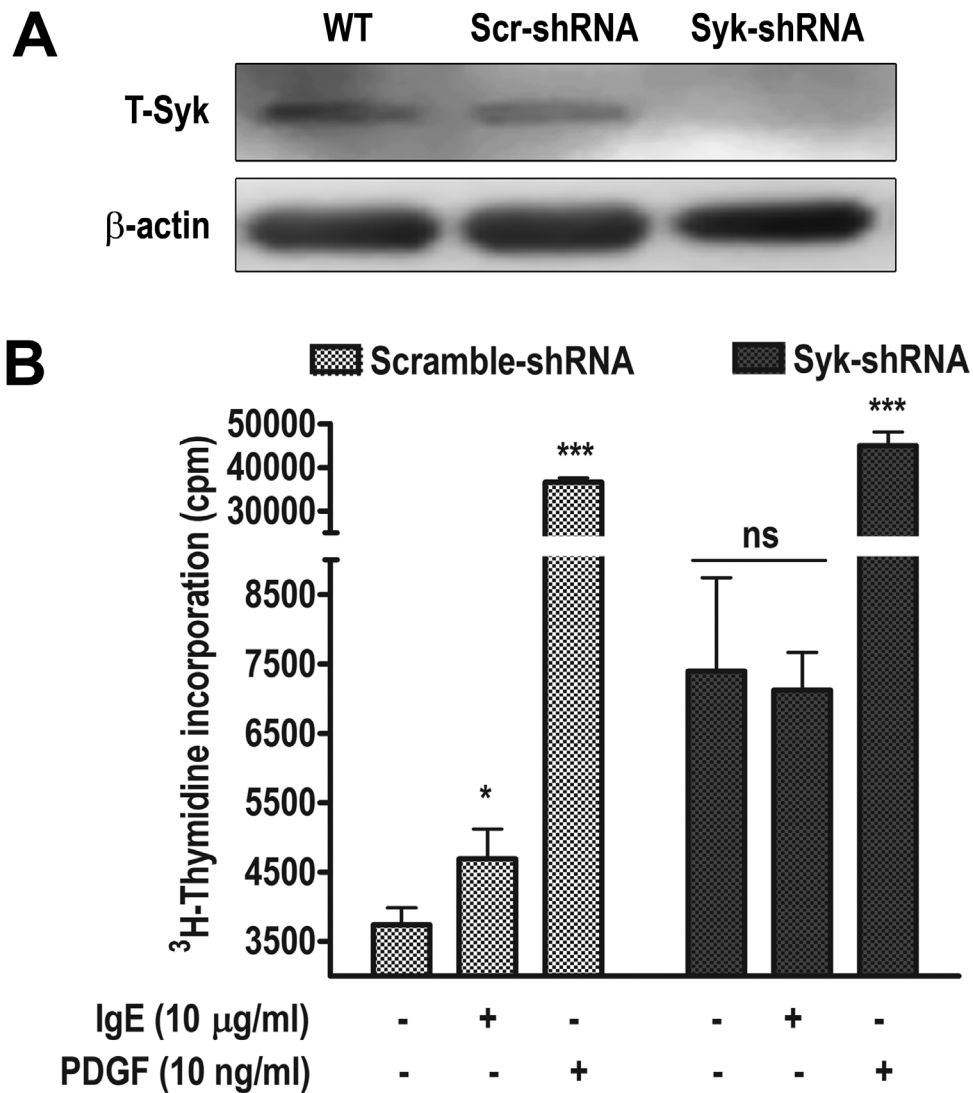 A
WT Scr-shRNA Syk-shRNA
T-Syk
β-actin
B
Scramble-shRNA Syk-shRNA
³H-Thymidine incorporation (cpm)
50000
40000
30000
8500
7500
6500
5500
4500
3500
* *** ns ***
IgE (10 μg/ml) - + - - + -
PDGF (10 ng/ml) - - + - - +